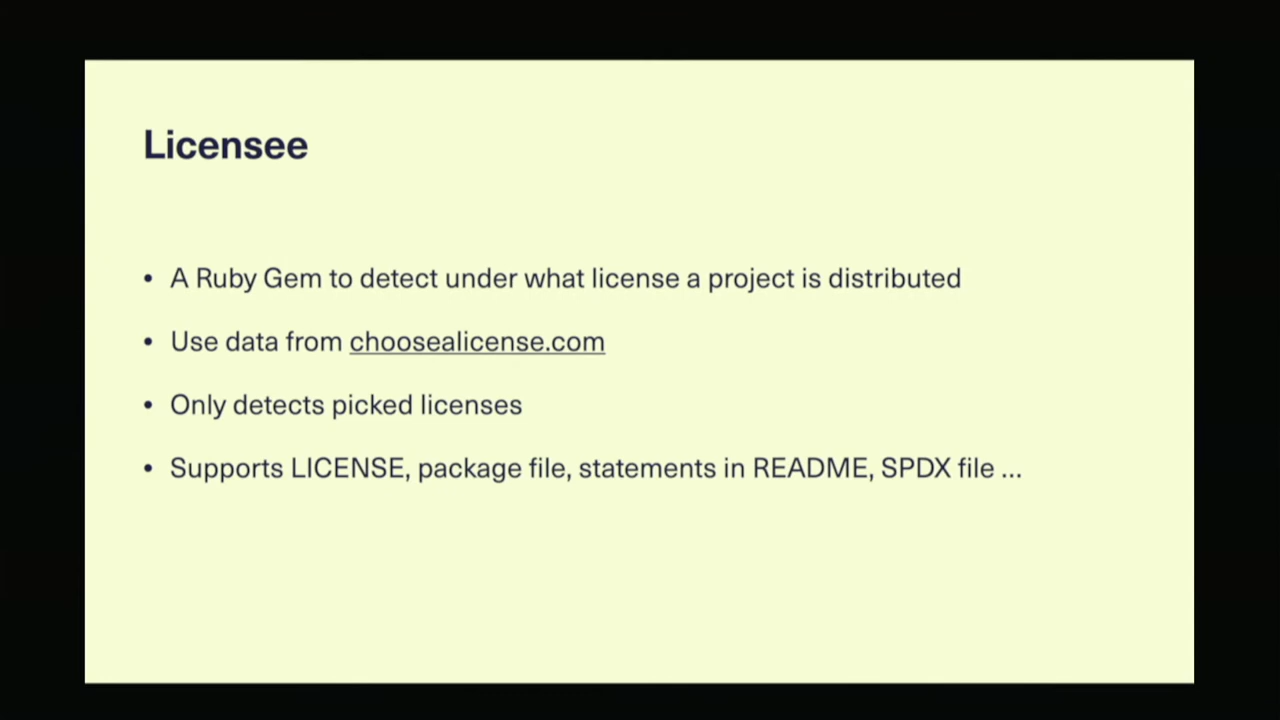 Licensee
• A Ruby Gem to detect under what license a project is distributed
• Use data from choosealicense.com
• Only detects picked licenses
• Supports LICENSE, package file, statements in README, SPDX file ...